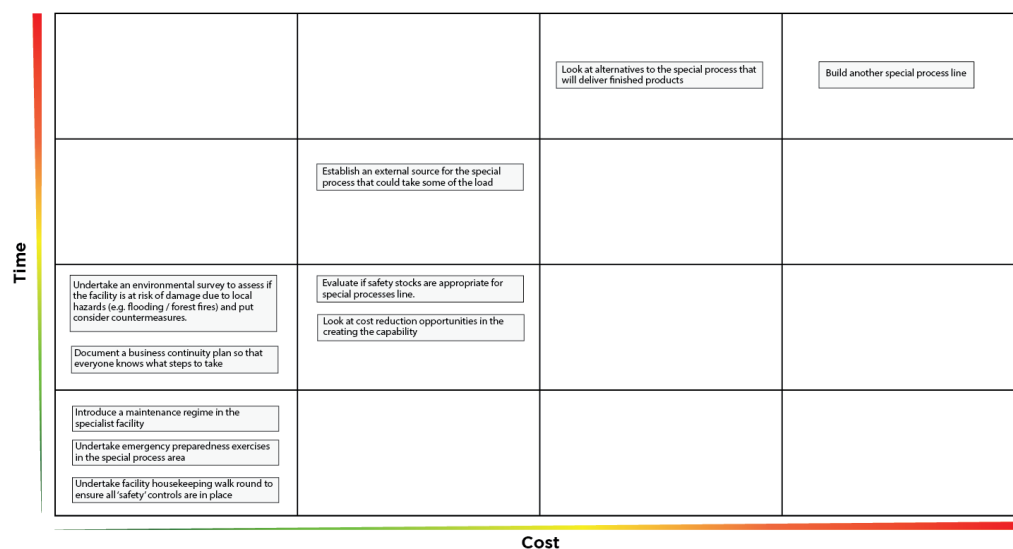 Look at alternatives to the special process that
will deliver finished products
Build another special process line
Establish an external source for the special
process that could take some of the load
Time
Undertake an environmental survey to assess if
the facility is at risk of damage due to local
hazards (e.g. flooding / forest fires) and put
consider countermeasures.
Evaluate if safety stocks are appropriate for
special processes line.
Look at cost reduction opportunities in the
creating the capability
Document a business continuity plan so that
everyone knows what steps to take
Introduce a maintenance regime in the
specialist facility
Undertake emergency preparedness exercises
in the special process area
Undertake facility housekeeping walk round to
ensure all ‘safety’ controls are in place
Cost